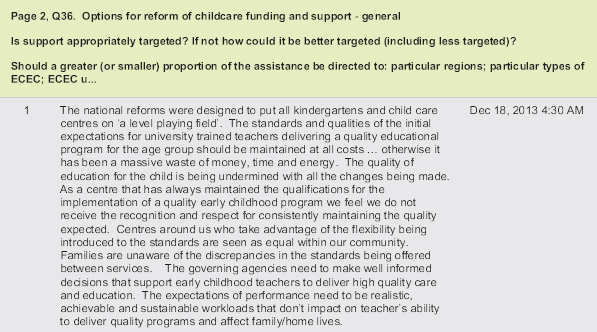 Page 2, Q36.  Options for reform of childcare funding and support - general
Is support appropriately targeted? If not how could it be better targeted (including less targeted)?
Should a greater (or smaller) proportion of the assistance be directed to: particular regions; particular types of
ECEC; ECEC u...
1 The national reforms were designed to put all kindergartens and child care Dec 18, 2013 4:30 AM
centres on ‘a level playing field’.  The standards and qualities of the initial
expectations for university trained teachers delivering a quality educational
program for the age group should be maintained at all costs … otherwise it
has been a massive waste of money, time and energy.  The quality of
education for the child is being undermined with all the changes being made.
As a centre that has always maintained the qualifications for the
implementation of a quality early childhood program we feel we do not
receive the recognition and respect for consistently maintaining the quality
expected.  Centres around us who take advantage of the flexibility being
introduced to the standards are seen as equal within our community.
Families are unaware of the discrepancies in the standards being offered
between services.    The governing agencies need to make well informed
decisions that support early childhood teachers to deliver high quality care
and education.  The expectations of performance need to be realistic,
achievable and sustainable workloads that don’t impact on teacher’s ability
to deliver quality programs and affect family/home lives.